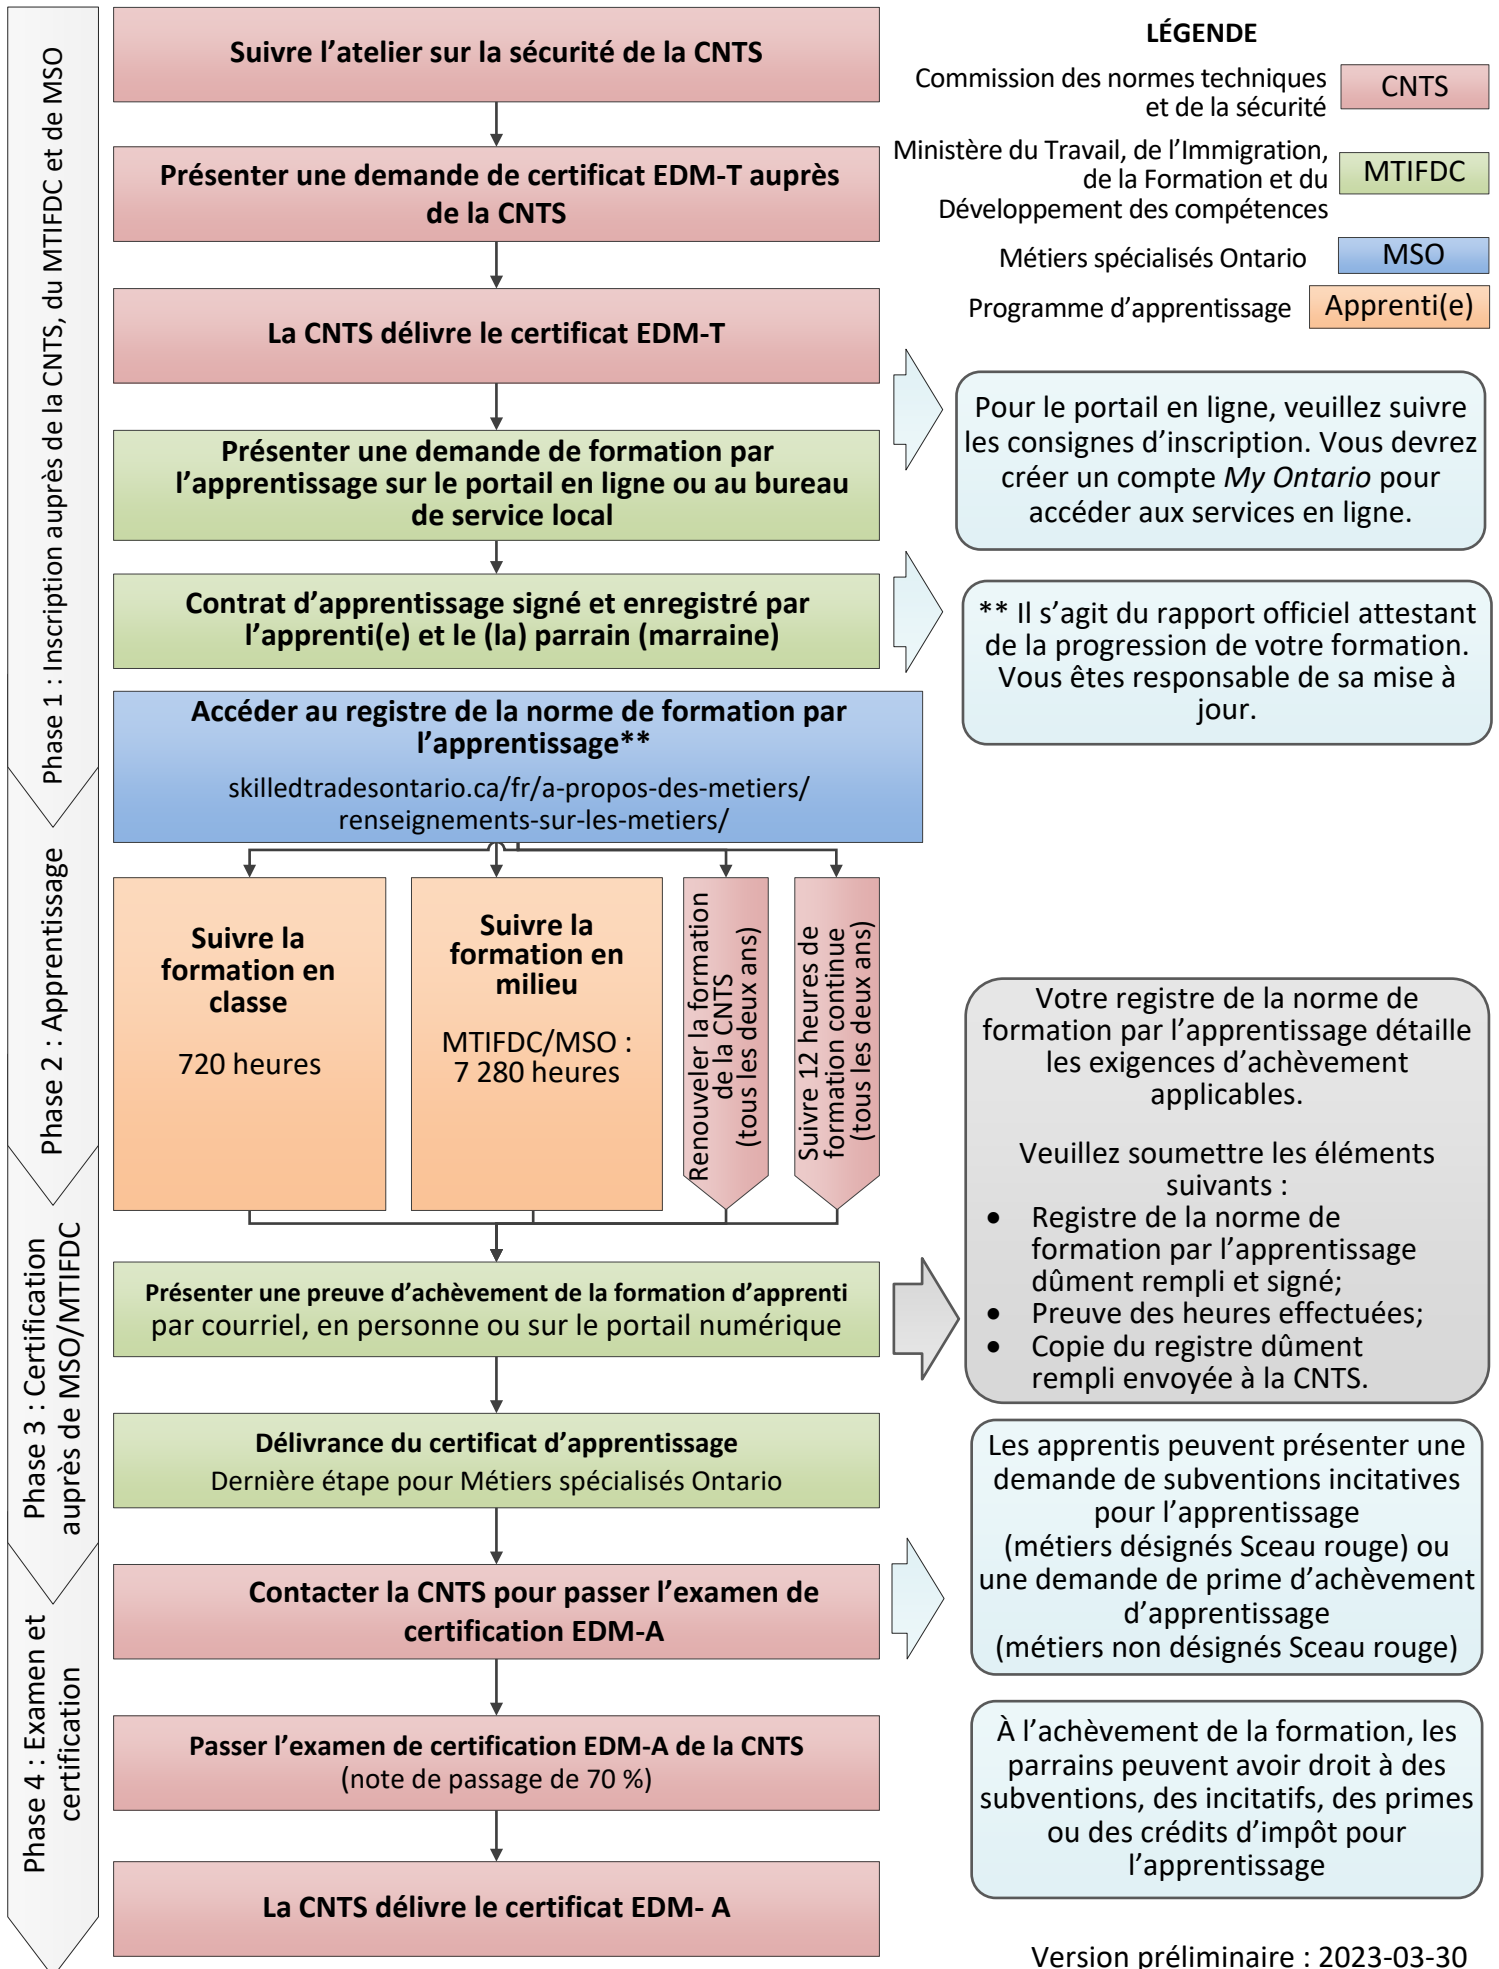 Phase 1 : Inscription auprès de la CNTS, du MTIFDC et de MSO
Suivre l’atelier sur la sécurité de la CNTS
Présenter une demande de certificat EDM-T auprès
de la CNTS
La CNTS délivre le certificat EDM-T
Présenter une demande de formation par
l’apprentissage sur le portail en ligne ou au bureau
de service local
Contrat d’apprentissage signé et enregistré par
l’apprenti(e) et le (la) parrain (marraine)
Accéder au registre de la norme de formation par
l’apprentissage**
skilledtradesontario.ca/fr/a-propos-des-metiers/
renseignements-sur-les-metiers/
LÉGENDE
Commission des normes techniques
et de la sécurité
CNTS
Ministère du Travail, de l’Immigration,
de la Formation et du
Développement des compétences
MTIFDC
Métiers spécialisés Ontario
MSO
Programme d’apprentissage
Apprenti(e)
Pour le portail en ligne, veuillez suivre
les consignes d’inscription. Vous devrez
créer un compte My Ontario pour
accéder aux services en ligne.
** Il s’agit du rapport officiel attestant
de la progression de votre formation.
Vous êtes responsable de sa mise à
jour.
Phase 2 : Apprentissage
Suivre la
formation en
classe
720 heures
Suivre la
formation en
milieu
MTIFDC/MSO :
7 280 heures
Renouveler la formation
de la CNTS
(tous les deux ans)
Suivre 12 heures de
formation continue
(tous les deux ans)
Phase 3 : Certification
auprès de MSO/MTIFDC
Présenter une preuve d’achèvement de la formation d’apprenti
par courriel, en personne ou sur le portail numérique
Délivrance du certificat d’apprentissage
Dernière étape pour Métiers spécialisés Ontario
Votre registre de la norme de
formation par l’apprentissage détaille
les exigences d’achèvement
applicables.
Veuillez soumettre les éléments
suivants :
• Registre de la norme de
formation par l’apprentissage
dûment rempli et signé;
• Preuve des heures effectuées;
• Copie du registre dûment
rempli envoyée à la CNTS.
Phase 4 : Examen et
certification
Contacter la CNTS pour passer l’examen de
certification EDM-A
Passer l’examen de certification EDM-A de la CNTS
(note de passage de 70 %)
La CNTS délivre le certificat EDM- A
Les apprentis peuvent présenter une
demande de subventions incitatives
pour l’apprentissage
(métiers désignés Sceau rouge) ou
une demande de prime d’achèvement
d’apprentissage
(métiers non désignés Sceau rouge)
À l’achèvement de la formation, les
parrains peuvent avoir droit à des
subventions, des incitatifs, des primes
ou des crédits d’impôt pour
l’apprentissage
Version préliminaire : 2023-03-30